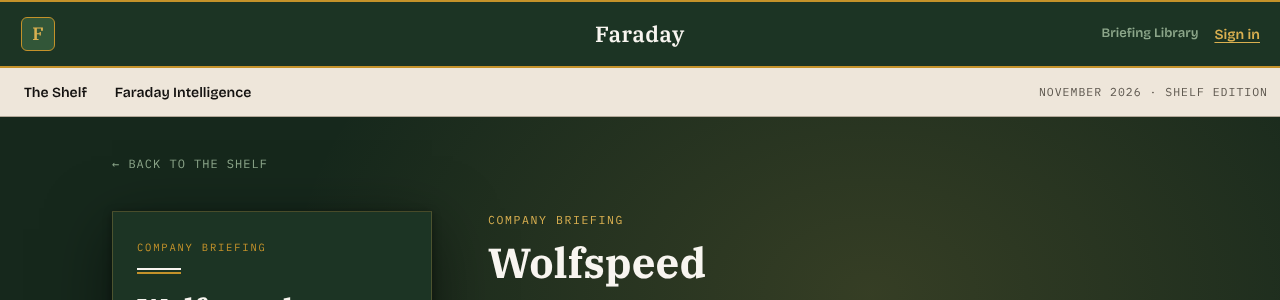 F
Faraday
Briefing Library
Sign in
The Shelf
Faraday Intelligence
NOVEMBER 2026 · SHELF EDITION
← BACK TO THE SHELF
COMPANY BRIEFING
Wolfspeed
COMPANY BRIEFING
Wolfspeed